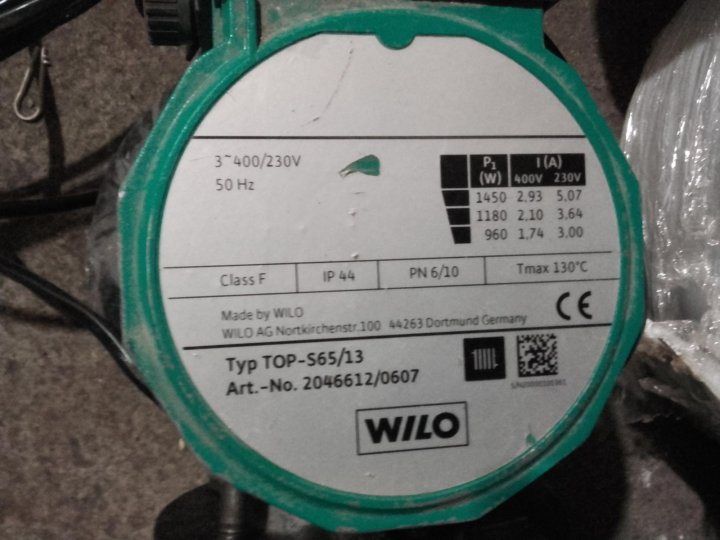 3~400/230V
50 Hz
P1 (W) I (A)
400V 230V
1450 2.93 5.07
1180 2.10 3.64
960 1.74 3.00
Class F IP 44 PN 6/10 Tmax 130°C
Made by WILO
WILO AG Nortkirchenstr.100 44263 Dortmund Germany
CE
Typ TOP-S65/13
Art.-No. 2046612/0607
WILO